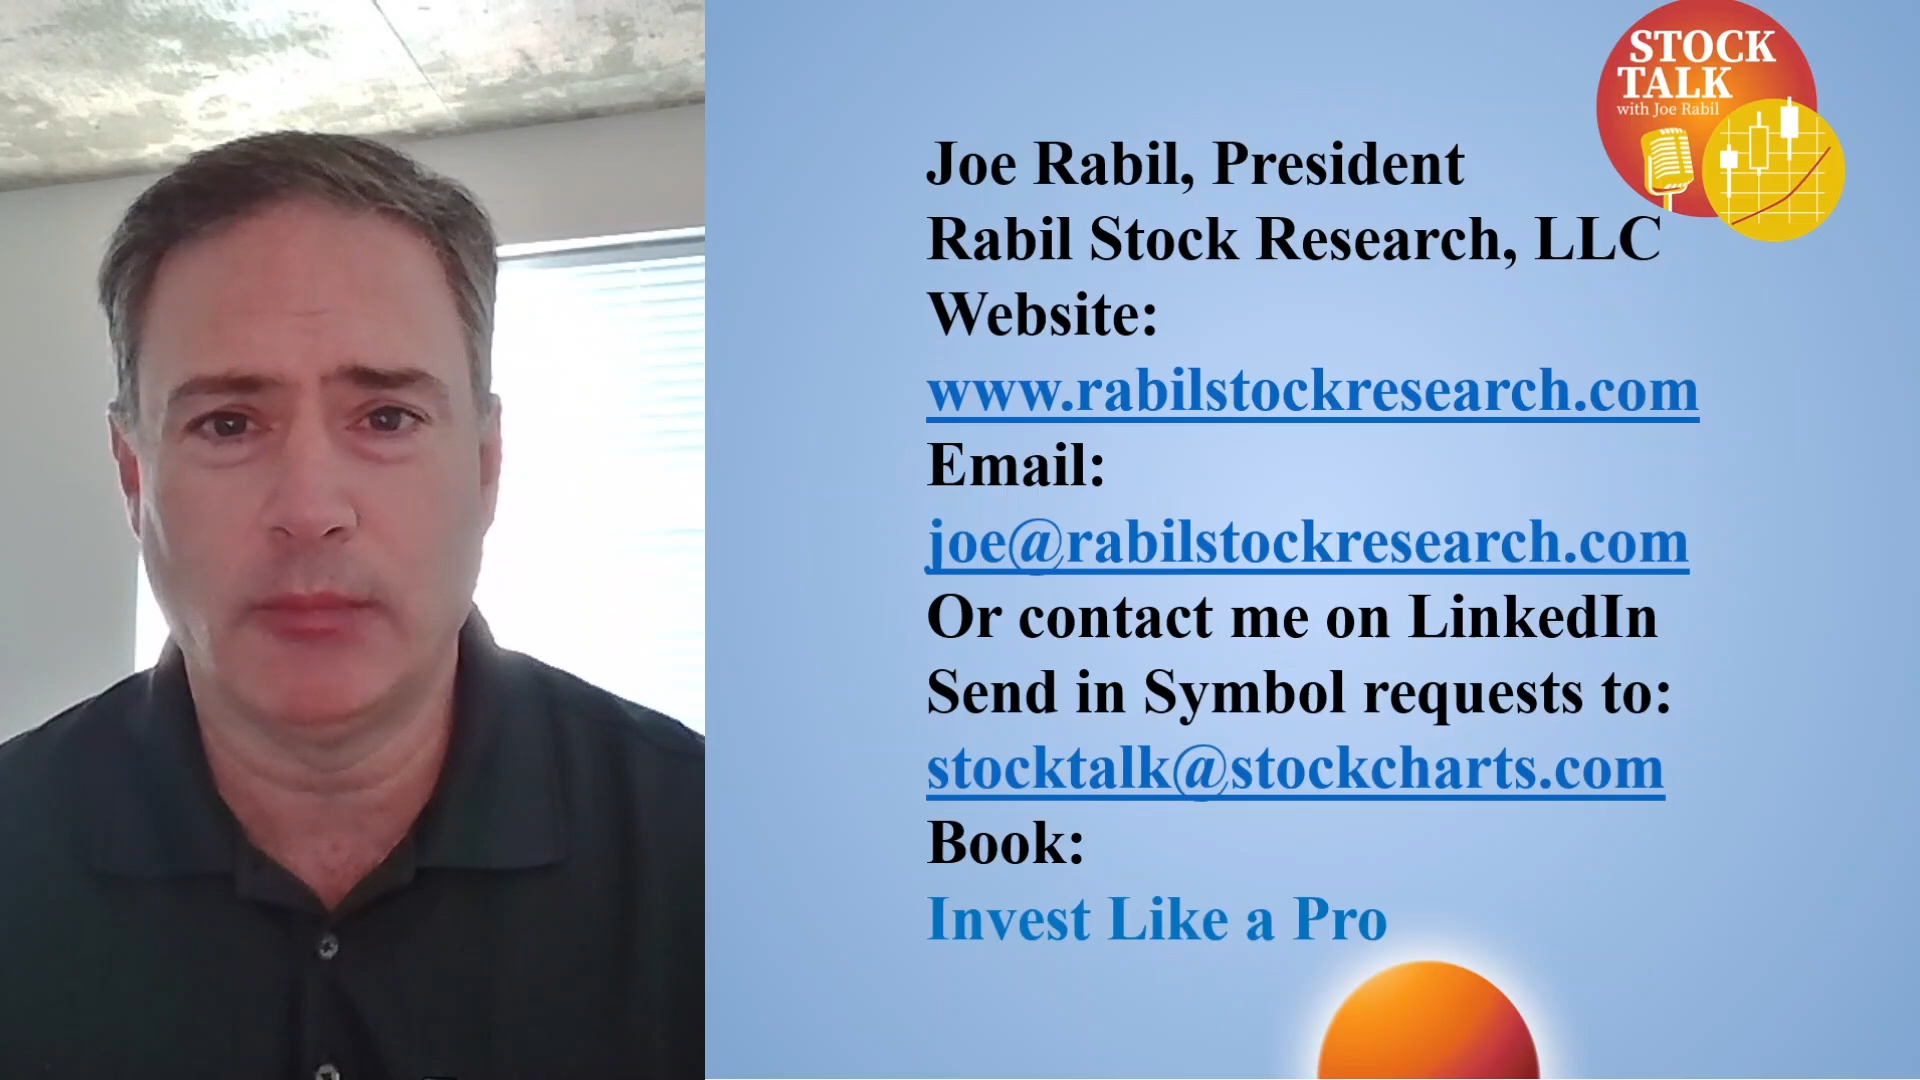 STOCK
TALK
with Joe Rabil
Joe Rabil, President
Rabil Stock Research, LLC
Website:
www.rabilstockresearch.com
Email:
joe@rabilstockresearch.com
Or contact me on LinkedIn
Send in Symbol requests to:
stocktalk@stockcharts.com
Book:
Invest Like a Pro